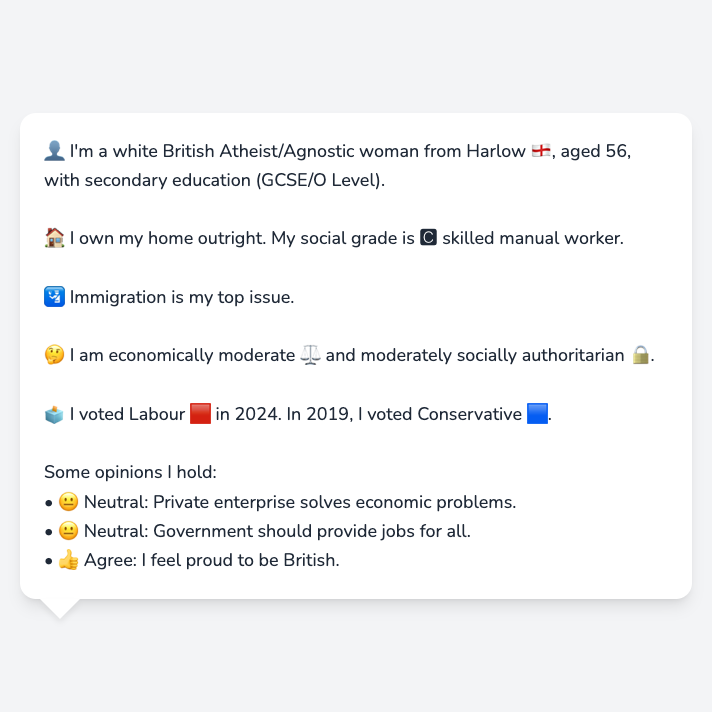 👤 I'm a white British Atheist/Agnostic woman from Harlow 🏴󠁧󠁢󠁥󠁮󠁧󠁿, aged 56,
with secondary education (GCSE/O Level).
🏠 I own my home outright. My social grade is 🅲 skilled manual worker.
🛂 Immigration is my top issue.
🤔 I am economically moderate ⚖️ and moderately socially authoritarian 🔒.
🗳️ I voted Labour 🟥 in 2024. In 2019, I voted Conservative 🟦.
Some opinions I hold:
• 😐 Neutral: Private enterprise solves economic problems.
• 😐 Neutral: Government should provide jobs for all.
• 👍 Agree: I feel proud to be British.